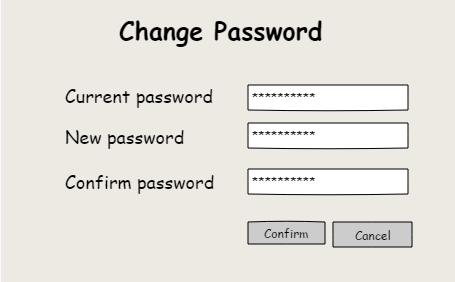 Change Password
Current password **********
New password **********
Confirm password **********
Confirm Cancel